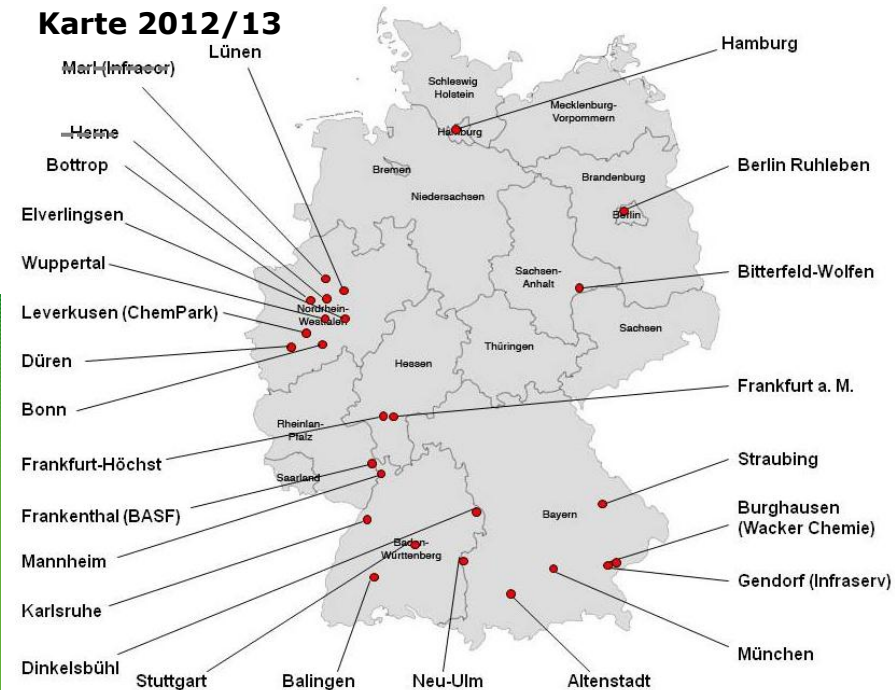 Karte 2012/13
Marl (Infracor)
Lünen
Herne
Bottrop
Elverlingsen
Wuppertal
Leverkusen (ChemPark)
Düren
Bonn
Frankfurt-Höchst
Frankenthal (BASF)
Mannheim
Karlsruhe
Dinkelsbühl
Stuttgart
Balingen
Neu-Ulm
Altenstadt
Hamburg
Berlin Ruhleben
Bitterfeld-Wolfen
Frankfurt a. M.
Straubing
Burghausen
(Wacker Chemie)
Gendorf (Infraserv)
München
Schleswig
Holstein
Mecklenburg-
Vorpommern
Hamburg
Bremen
Niedersachsen
Brandenburg
Berlin
Sachsen-
Anhalt
Nordrhein-
Westfalen
Sachsen
Thüringen
Hessen
Rheinlan-
Pfalz
Saarland
Bayern
Baden-
Württenberg